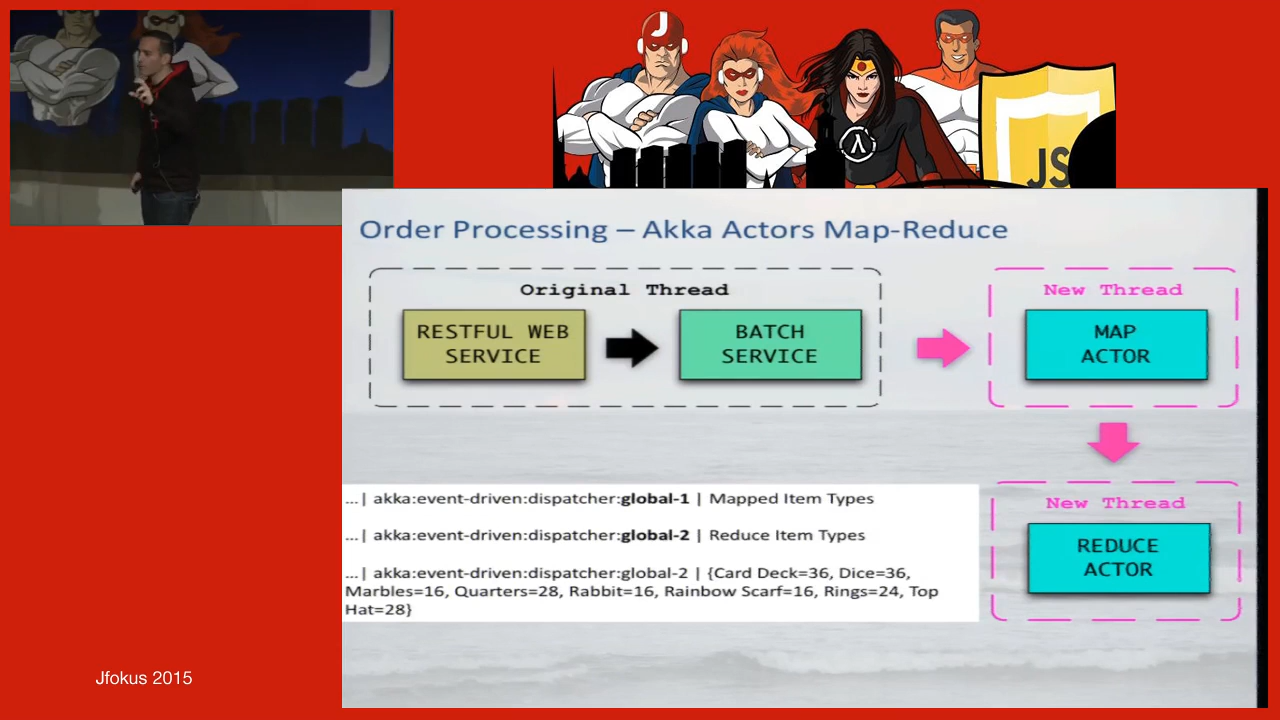 J
J
λ
JS
Order Processing – Akka Actors Map-Reduce
Original Thread
RESTFUL WEB
SERVICE
BATCH
SERVICE
New Thread
MAP
ACTOR
...| akka:event-driven:dispatcher:global-1 | Mapped Item Types
...| akka:event-driven:dispatcher:global-2 | Reduce Item Types
...| akka:event-driven:dispatcher:global-2 | {Card Deck=36, Dice=36,
Marbles=16, Quarters=28, Rabbit=16, Rainbow Scarf=16, Rings=24, Top
Hat=28}
New Thread
REDUCE
ACTOR
Jfokus 2015